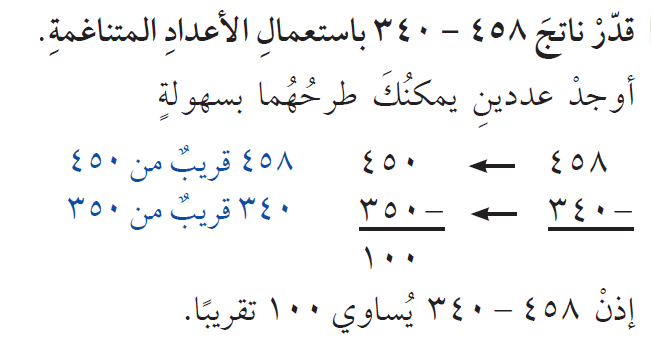 قدّرْ ناتجَ ٤٥٨ – ٣٤٠ باستعمالِ الأعدادِ المتناغمةِ.
أوجدْ عددينِ يمكنُكَ طرحُهُما بسهولةٍ
٤٥٨ ← ٤٥٠ ٤٥٨ قريبٌ من ٤٥٠
–٣٤٠ ← –٣٥٠ ٣٤٠ قريبٌ من ٣٥٠
١٠٠
إذنْ ٤٥٨ – ٣٤٠ يُساوي ١٠٠ تقريبًا.